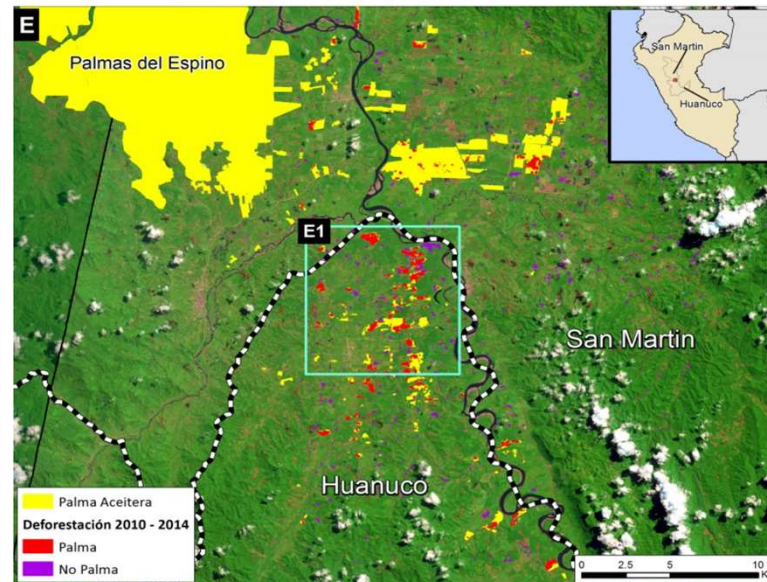 E
Palmas del Espino
San Martin
Huanuco
E1
San Martin
Huanuco
Palma Aceitera
Deforestación 2010 - 2014
Palma
No Palma
0 2.5 5 10
K